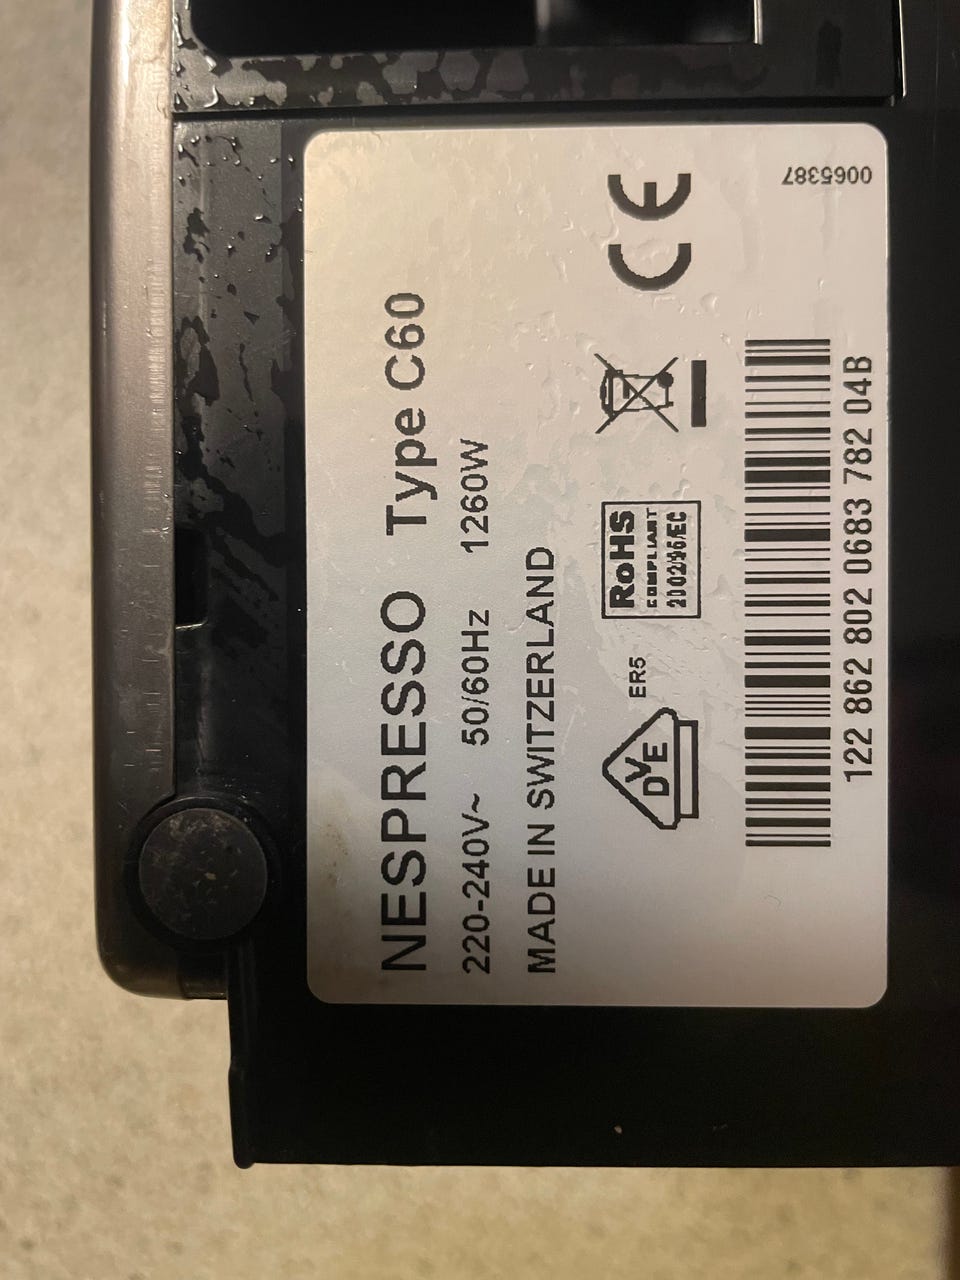 NESPRESSO Type C60
220-240V~ 50/60Hz 1260W
MADE IN SWITZERLAND
DVE
ER5
RoHS
COMPLIANT
2002/95/EC
CE
122 862 802 0683 782 04B
0065387